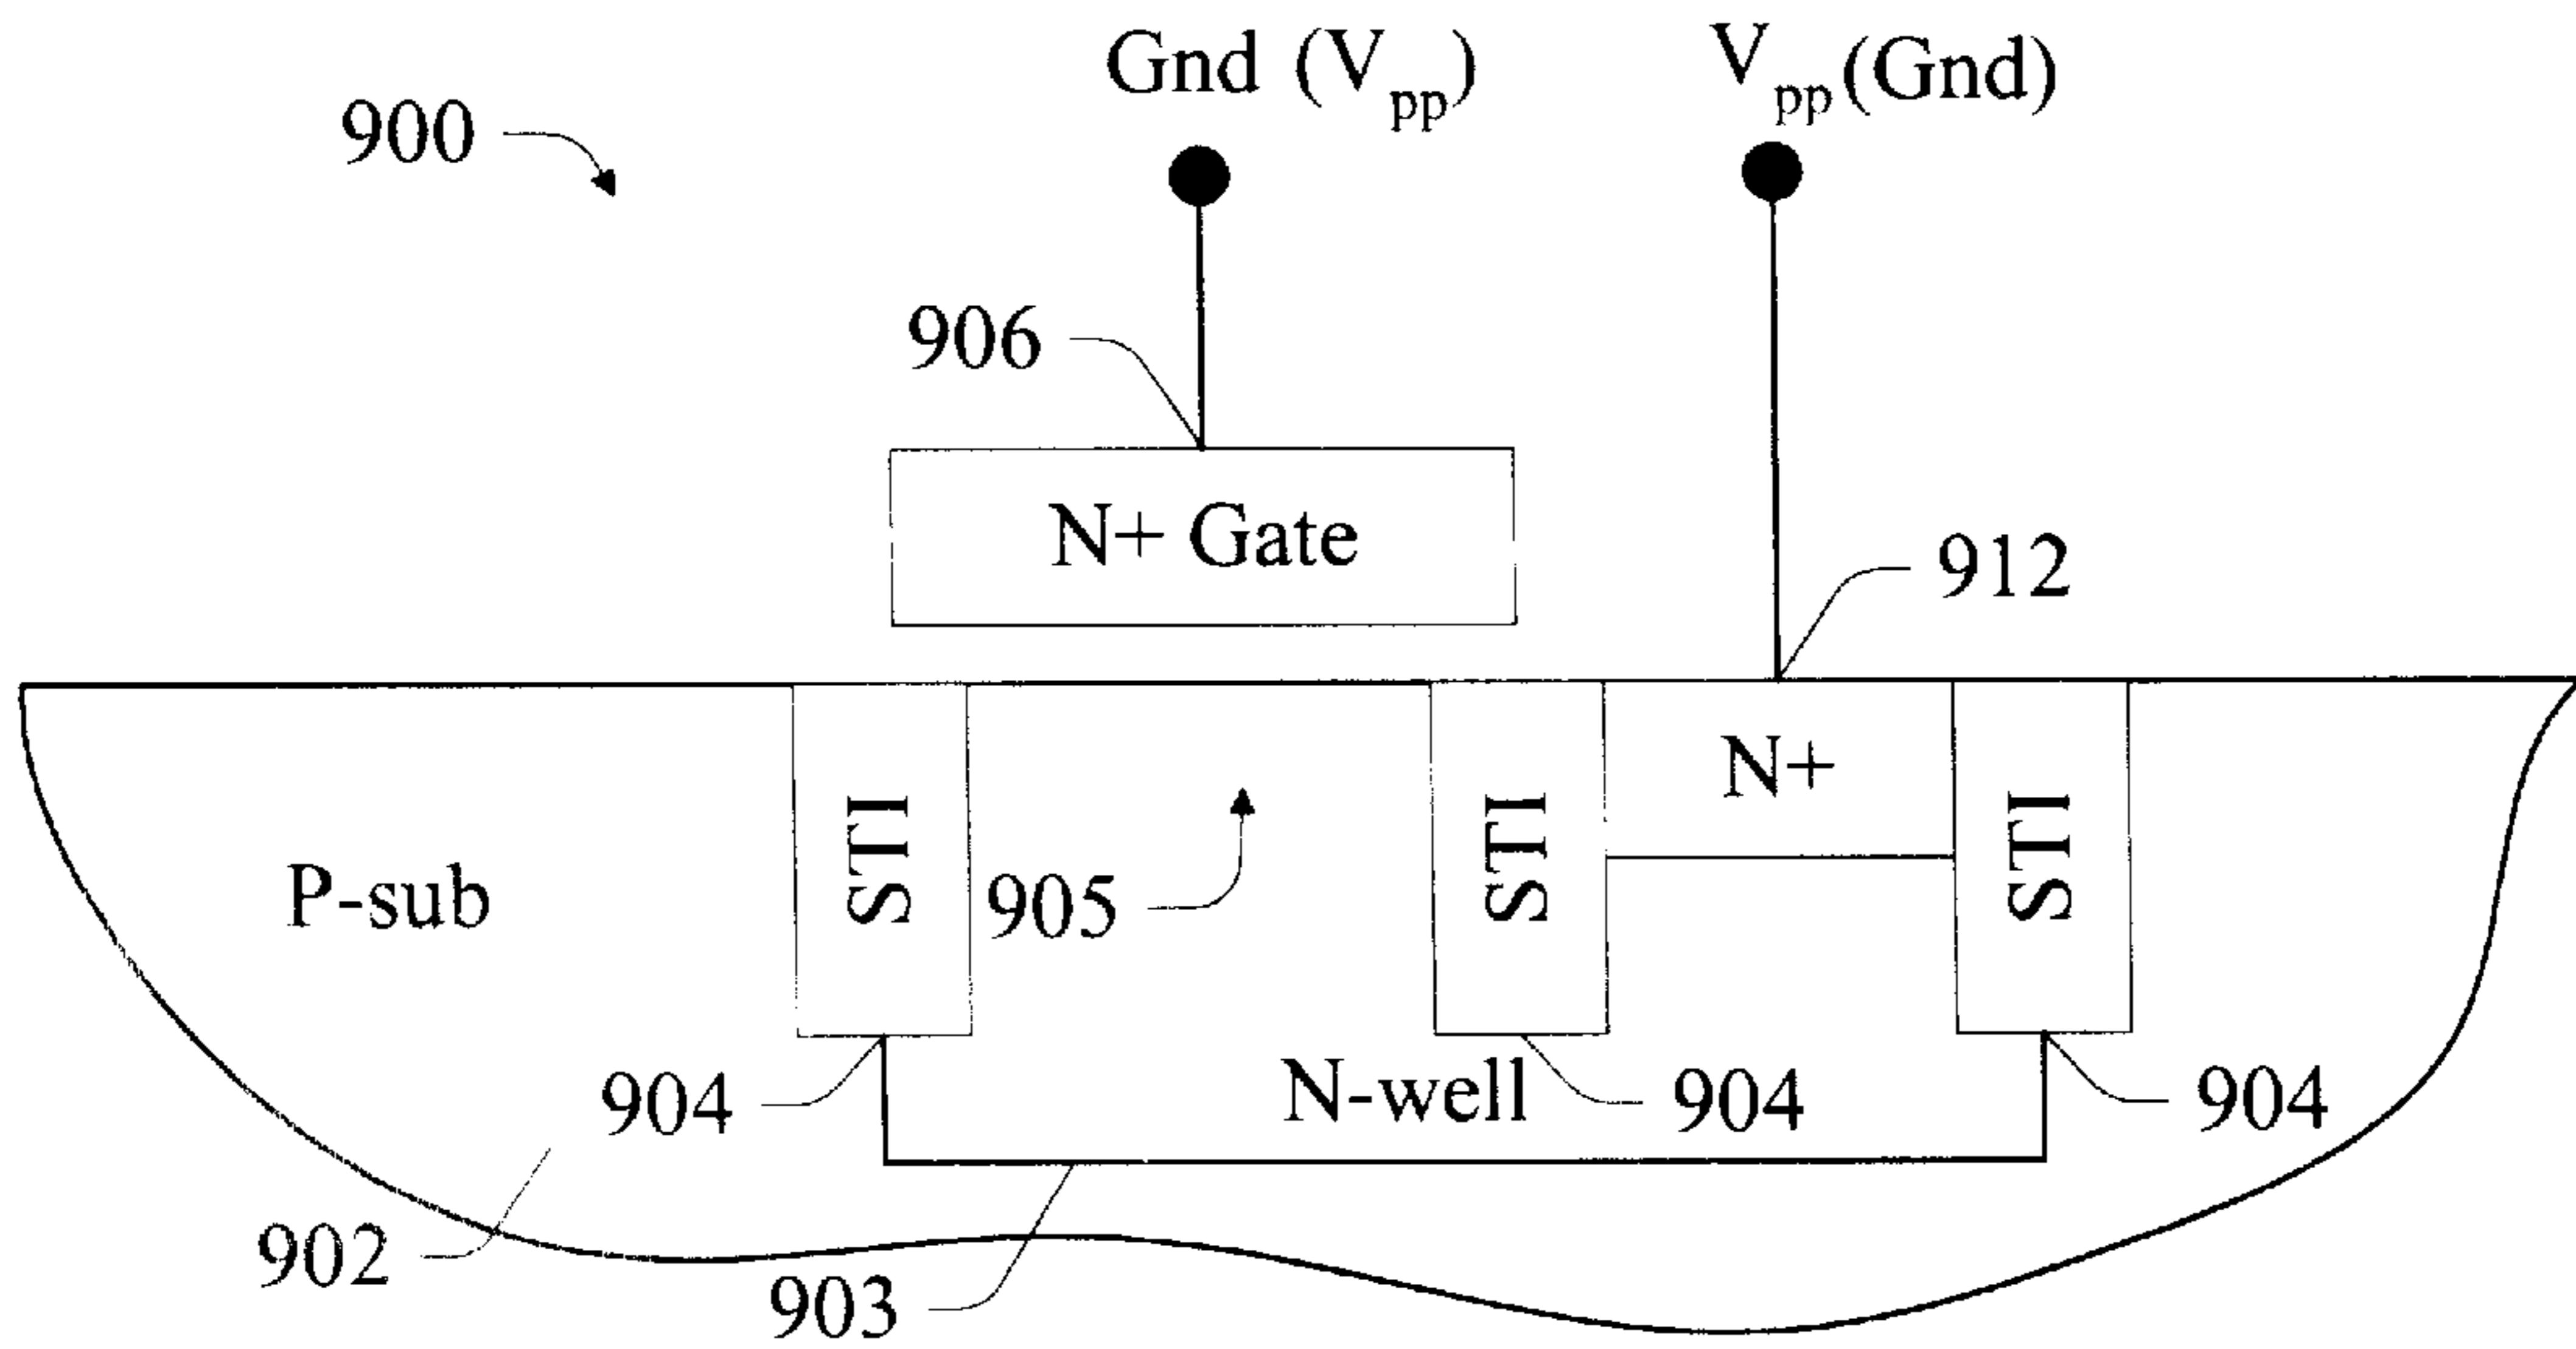 Gnd (Vpp)
Vpp(Gnd)
900
906
N+ Gate
912
N+
STI
STI
STI
P-sub
905
904
N-well
904
904
902
903